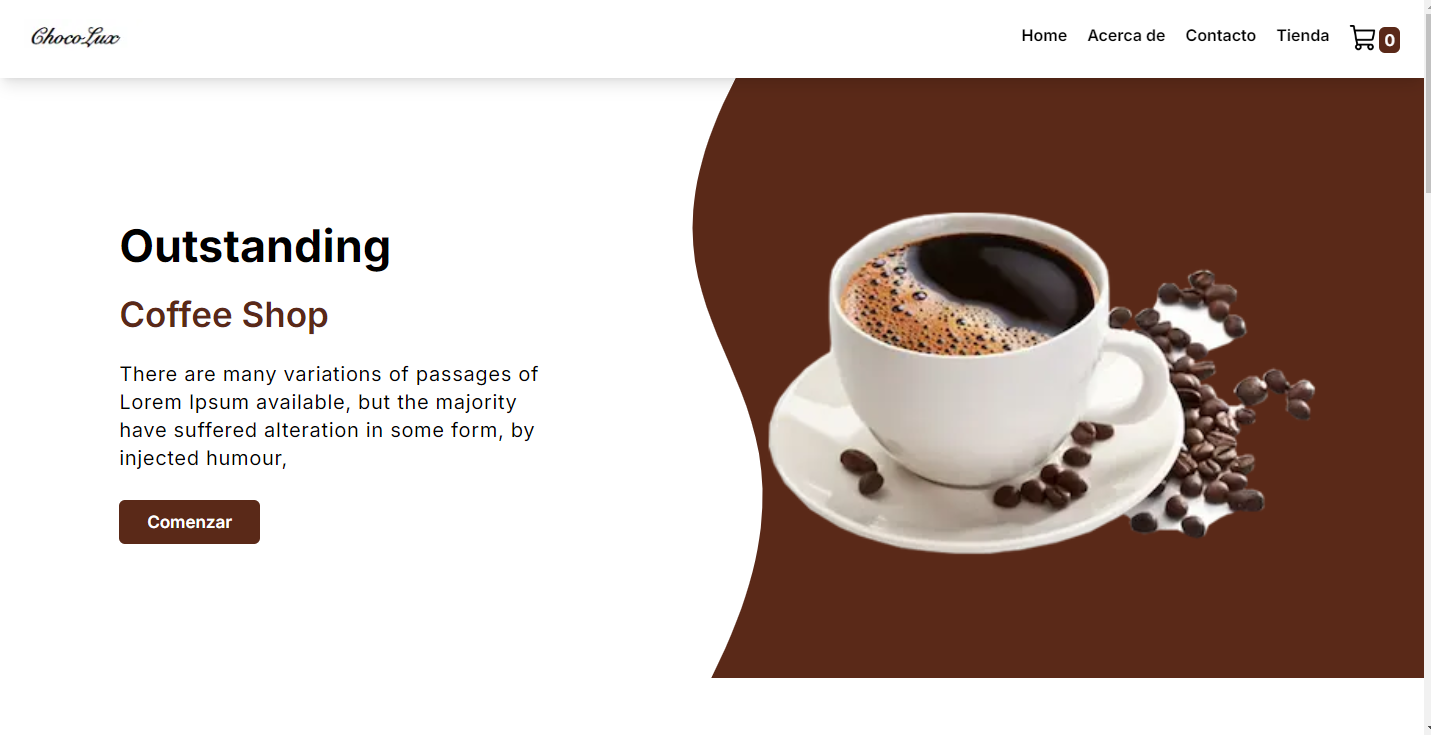 Choco-Lux
Home Acerca de Contacto Tienda 0
Outstanding
Coffee Shop
There are many variations of passages of
Lorem Ipsum available, but the majority
have suffered alteration in some form, by
injected humour,
Comenzar